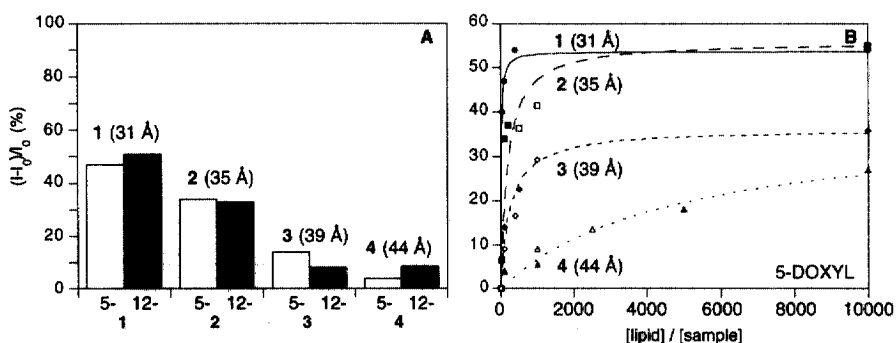 A
(I-I0)/I0 (%)
100
80
60
40
20
0
1 (31 Å)
2 (35 Å)
3 (39 Å)
4 (44 Å)
5- 12- 5- 12- 5- 12- 5- 12-
1 2 3 4
B
60
50
40
30
20
10
0
1 (31 Å)
2 (35 Å)
3 (39 Å)
4 (44 Å)
5-DOXYL
0 2000 4000 6000 8000 10000
[lipid] / [sample]